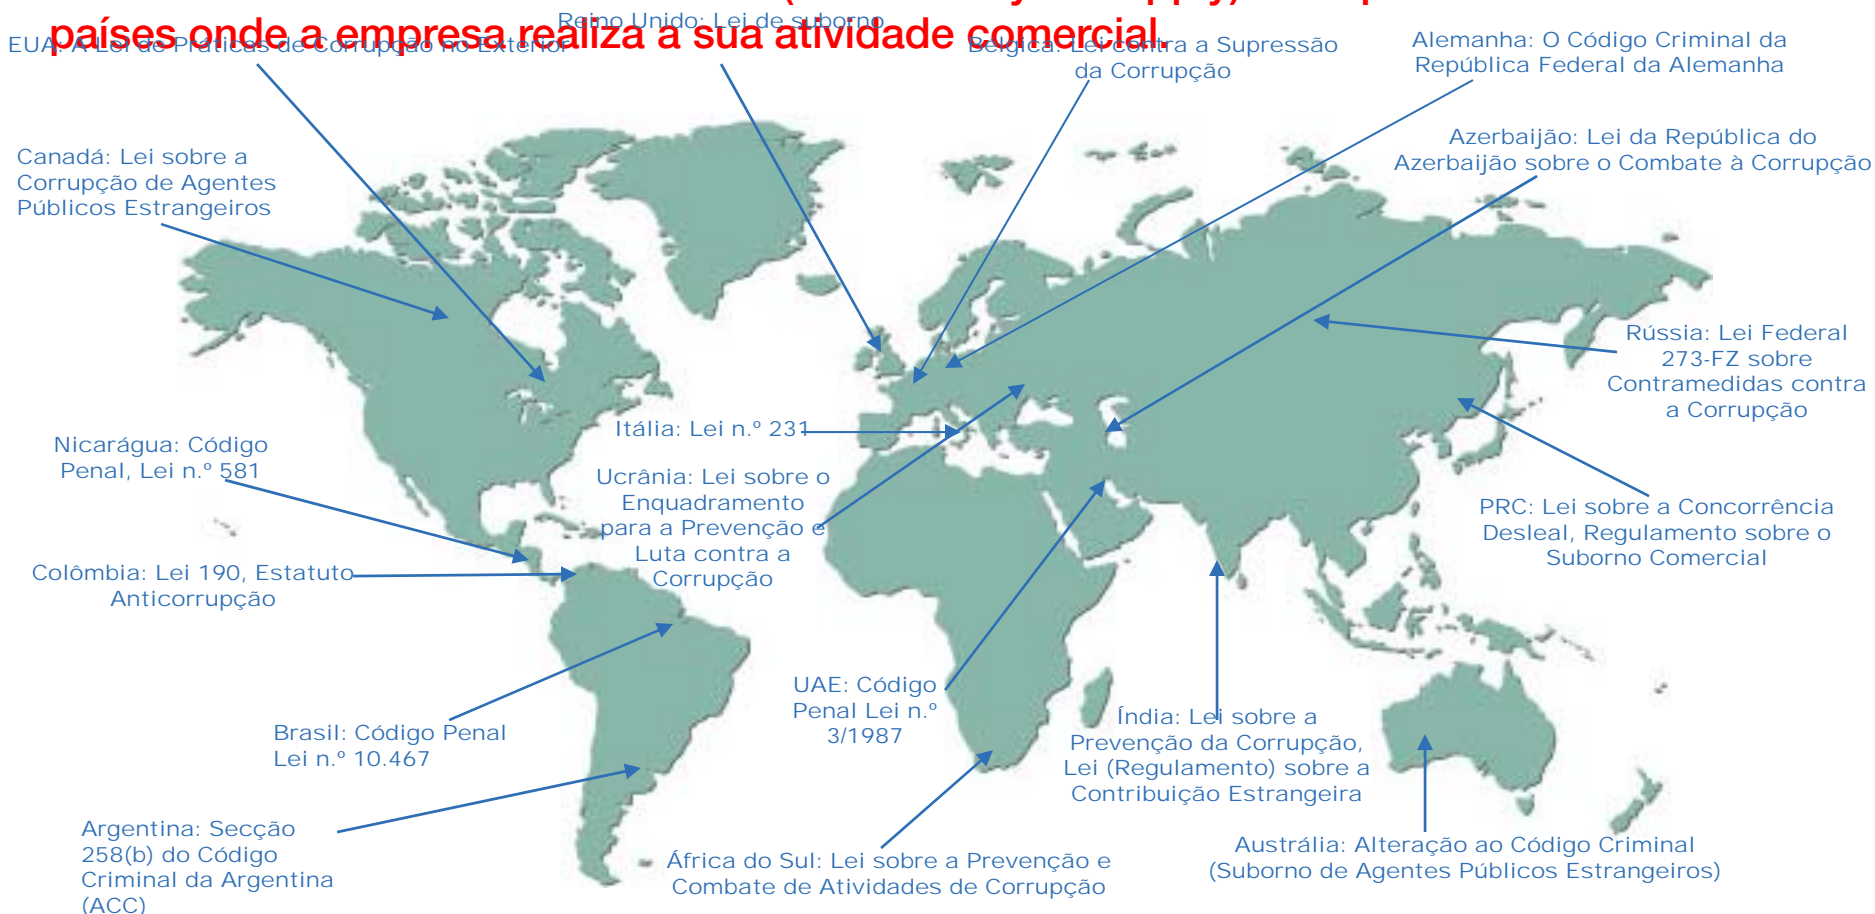 países onde a empresa realiza a sua atividade comercial.
Reino Unido: Lei de suborno
EUA: A Lei de Práticas de Corrupção no Exterior
Bélgica: Lei contra a Supressão
da Corrupção
Alemanha: O Código Criminal da
República Federal da Alemanha
Azerbaijão: Lei da República do
Azerbaijão sobre o Combate à Corrupção
Canadá: Lei sobre a
Corrupção de Agentes
Públicos Estrangeiros
Rússia: Lei Federal
273-FZ sobre
Contramedidas contra
a Corrupção
Itália: Lei n.º 231
Nicarágua: Código
Penal, Lei n.º 581
Ucrânia: Lei sobre o
Enquadramento
para a Prevenção e
Luta contra a
Corrupção
PRC: Lei sobre a Concorrência
Desleal, Regulamento sobre o
Suborno Comercial
Colômbia: Lei 190, Estatuto
Anticorrupção
UAE: Código
Penal Lei n.º
3/1987
Índia: Lei sobre a
Prevenção da Corrupção,
Lei (Regulamento) sobre a
Contribuição Estrangeira
Brasil: Código Penal
Lei n.º 10.467
Argentina: Secção
258(b) do Código
Criminal da Argentina
(ACC)
África do Sul: Lei sobre a Prevenção e
Combate de Atividades de Corrupção
Austrália: Alteração ao Código Criminal
(Suborno de Agentes Públicos Estrangeiros)